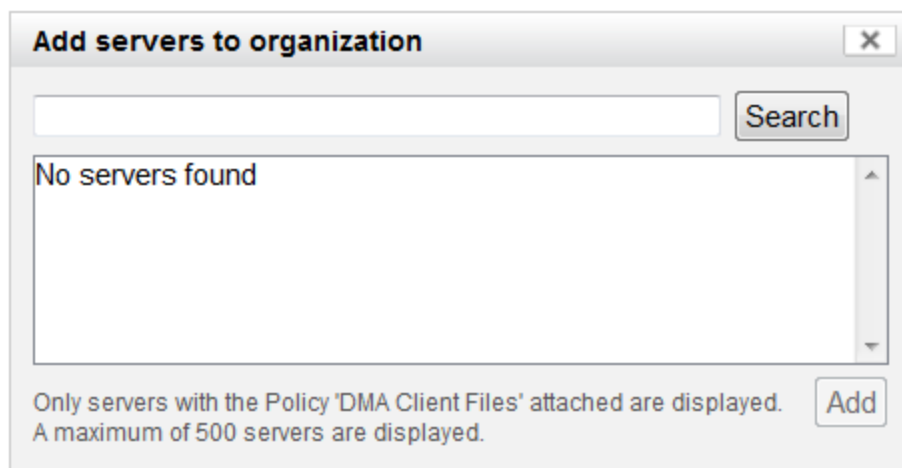 Add servers to organization
Search
No servers found
Only servers with the Policy 'DMA Client Files' attached are displayed.
A maximum of 500 servers are displayed.
Add